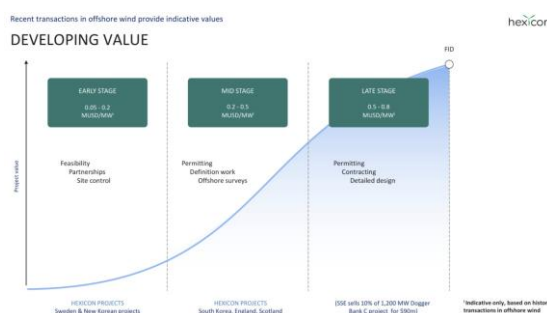 Recent transactions in offshore wind provide indicative values
hexicon
DEVELOPING VALUE
FID
EARLY STAGE
0.05 - 0.2
MUSD/MW¹
MID STAGE
0.2 - 0.5
MUSD/MW¹
LATE STAGE
0.5 - 0.8
MUSD/MW¹
Project value
Feasibility
Partnerships
Site control
Permitting
Definition work
Offshore surveys
Permitting
Contracting
Detailed design
HEXICON PROJECTS
Sweden & New Korean projects
HEXICON PROJECTS
South Korea, England, Scotland
(SSE sells 10% of 1,200 MW Dogger
Bank C project for
¹Indicative only, based on histor
transactions in offshore wind